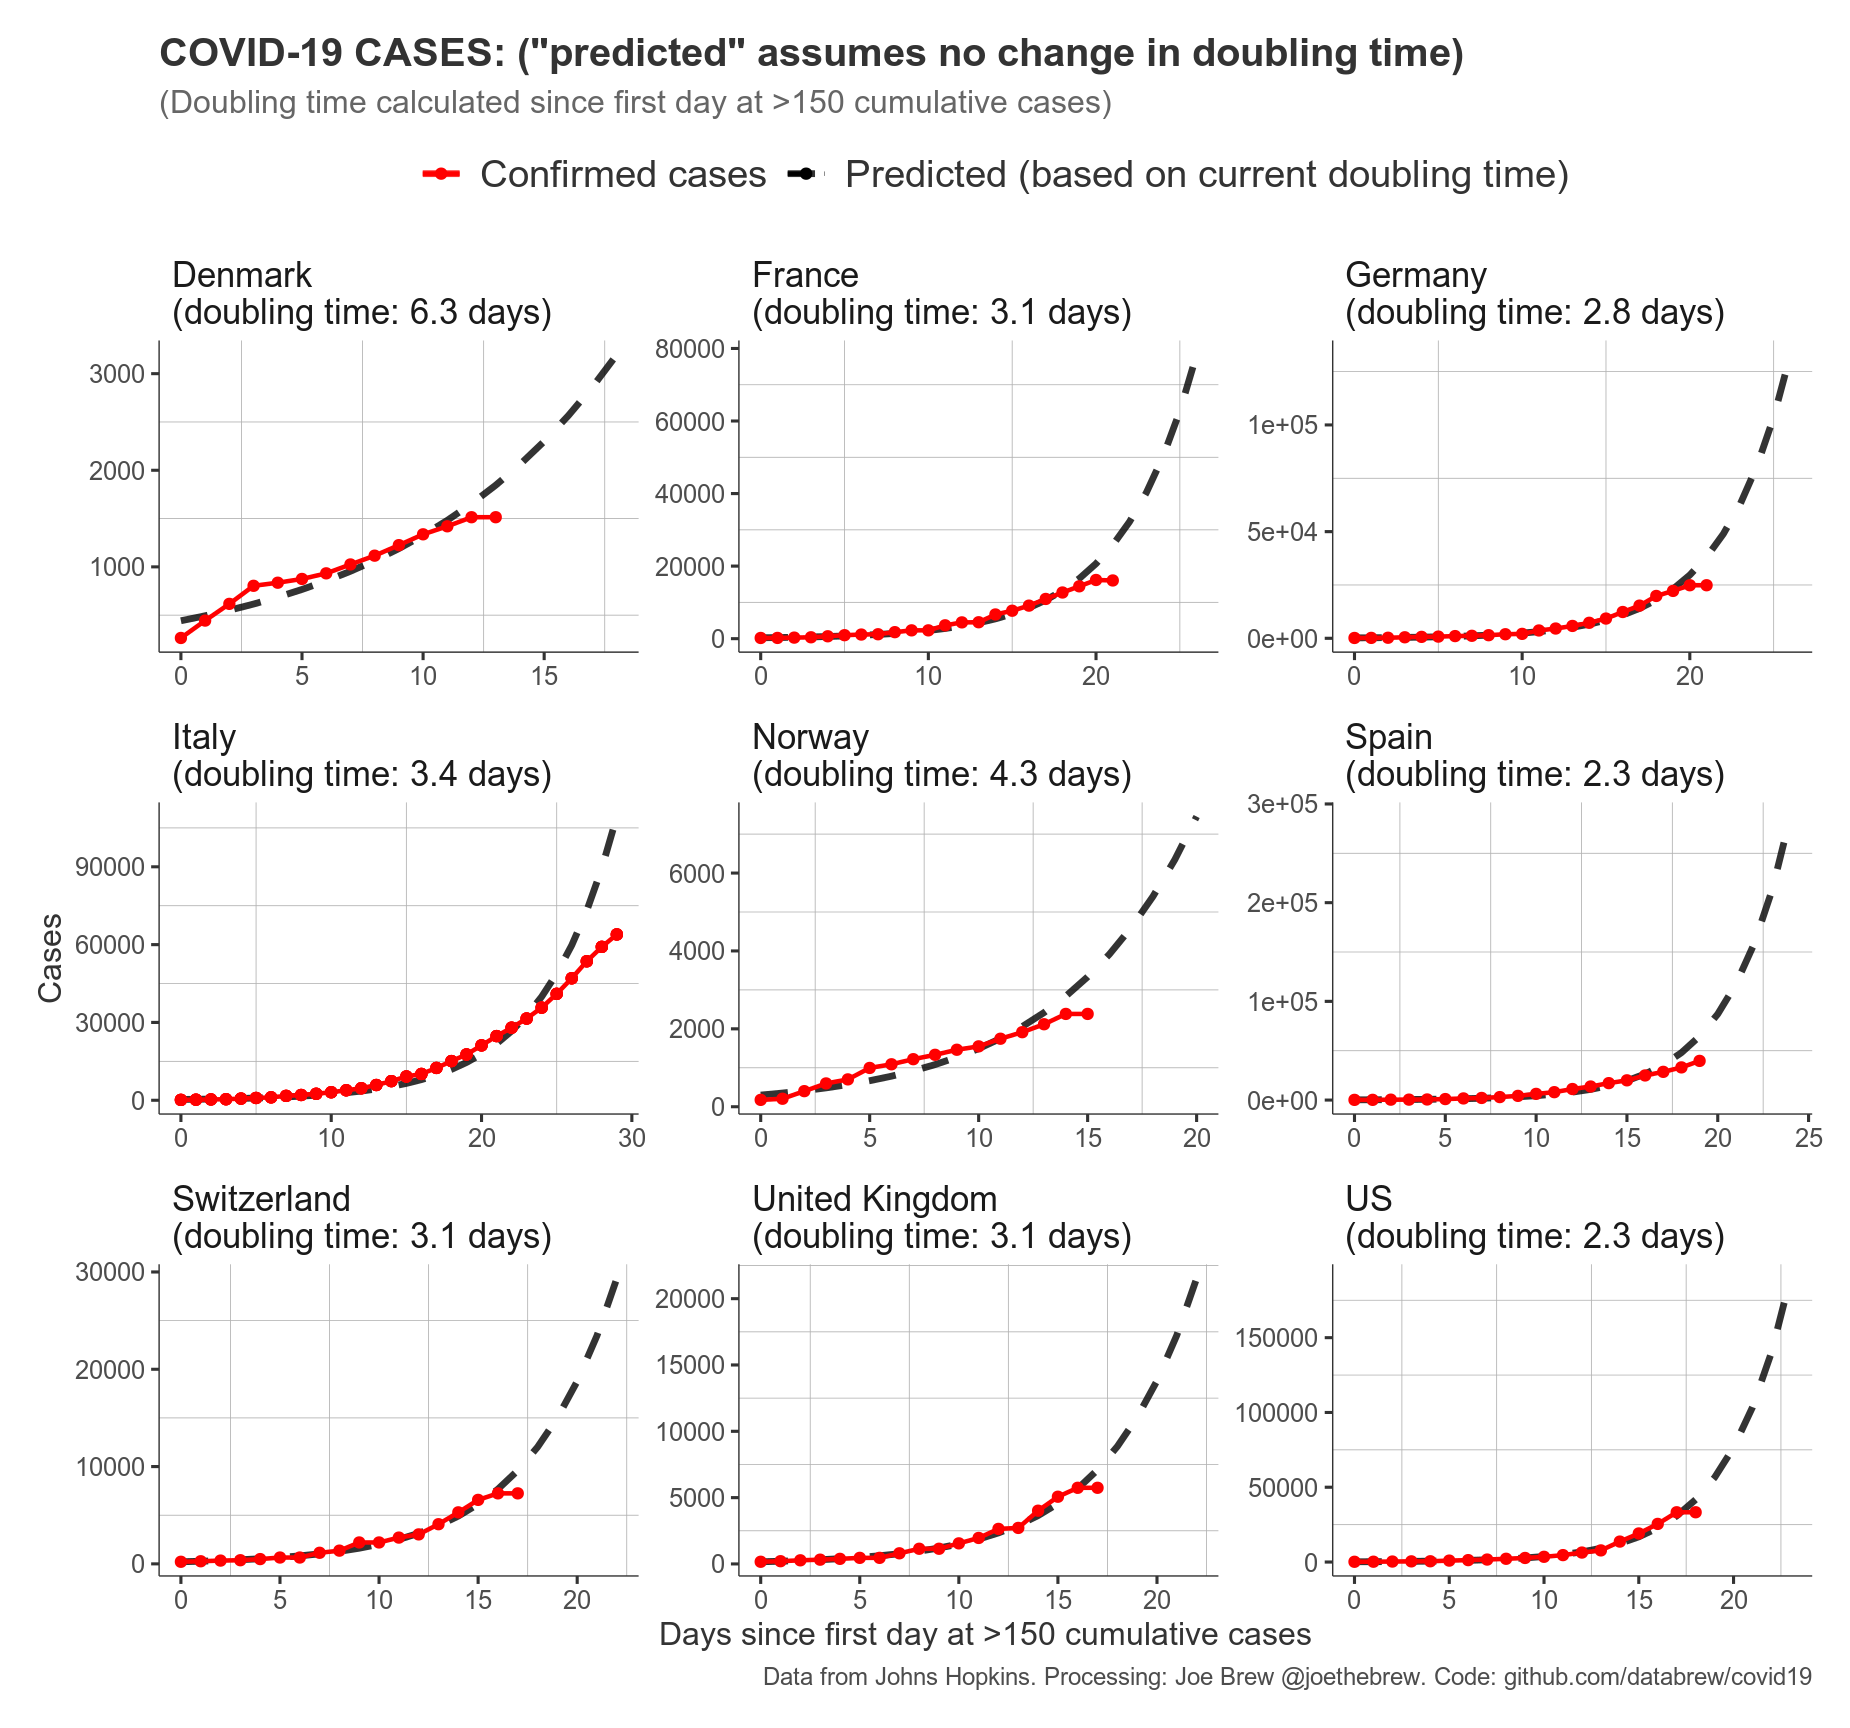 COVID-19 CASES: ("predicted" assumes no change in doubling time)
(Doubling time calculated since first day at >150 cumulative cases)
Confirmed cases Predicted (based on current doubling time)
Denmark
(doubling time: 6.3 days)
3000
2000
1000
0 5 10 15
France
(doubling time: 3.1 days)
80000
60000
40000
20000
0
0 10 20
Germany
(doubling time: 2.8 days)
1e+05
5e+04
0e+00
0 10 20
Cases
Italy
(doubling time: 3.4 days)
90000
60000
30000
0
0 10 20 30
Norway
(doubling time: 4.3 days)
6000
4000
2000
0
0 5 10 15 20
Spain
(doubling time: 2.3 days)
3e+05
2e+05
1e+05
0e+00
0 5 10 15 20 25
Switzerland
(doubling time: 3.1 days)
30000
20000
10000
0
0 5 10 15 20
United Kingdom
(doubling time: 3.1 days)
20000
15000
10000
5000
0
0 5 10 15 20
US
(doubling time: 2.3 days)
150000
100000
50000
0
0 5 10 15 20
Days since first day at >150 cumulative cases
Data from Johns Hopkins. Processing: Joe Brew @joethebrew. Code: github.com/databrew/covid19